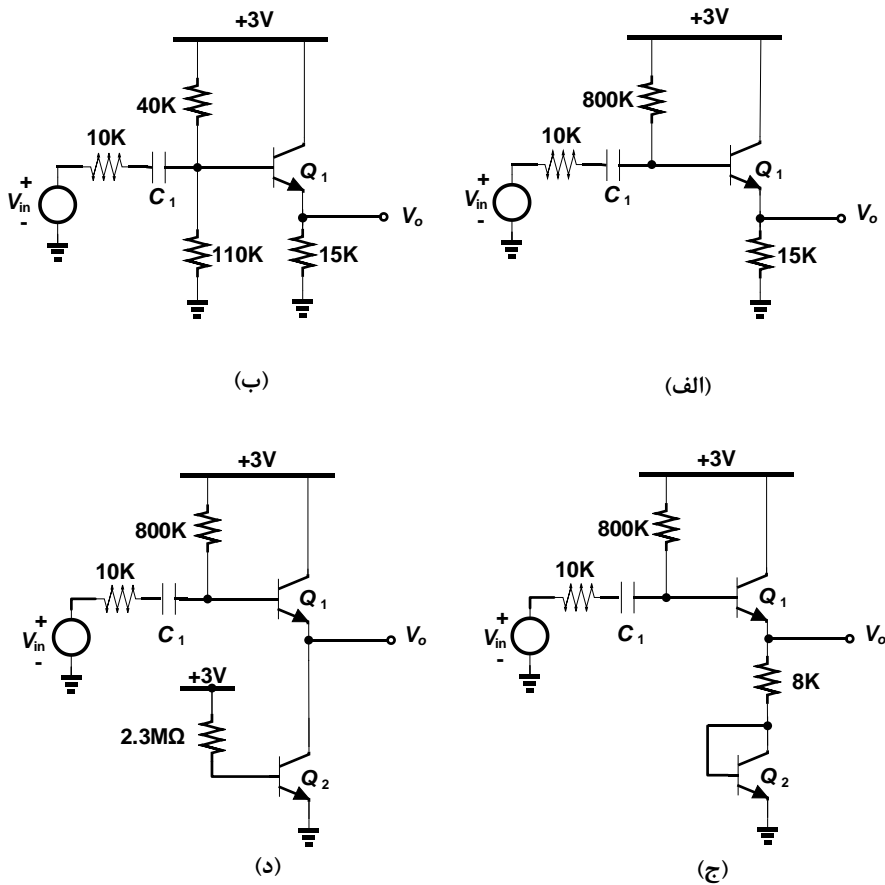 +3V
40K
10K
C1
Q1
+
Vin
-
Vo
110K
15K
(ب)
+3V
800K
10K
C1
Q1
+
Vin
-
Vo
15K
(الف)
+3V
800K
10K
C1
Q1
+
Vin
-
Vo
+3V
2.3MΩ
Q2
(د)
+3V
800K
10K
C1
Q1
+
Vin
-
Vo
8K
Q2
(ج)